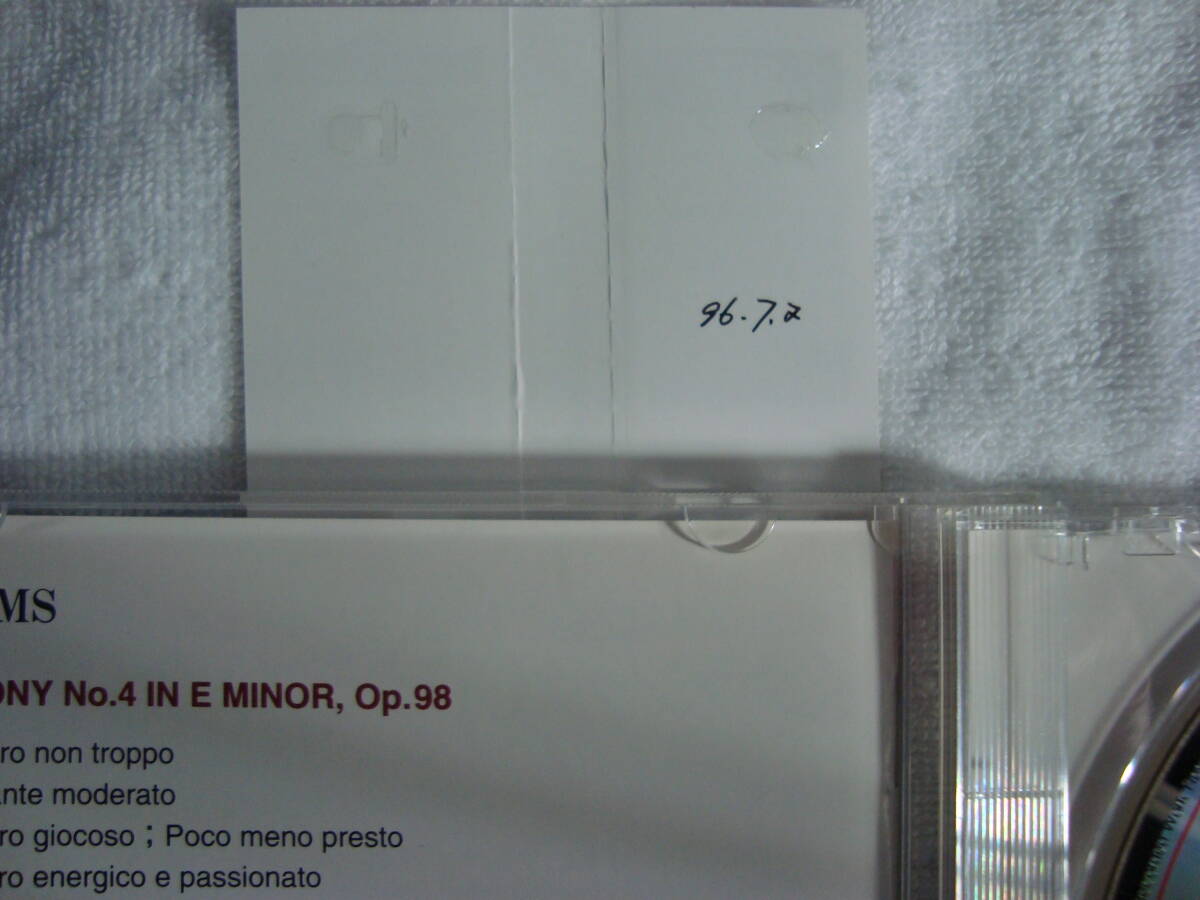 96.7.2
MS
ONY No.4 IN E MINOR, Op.98
ro non troppo
ante moderato
ro giocoso ; Poco meno presto
ro energico e passionato